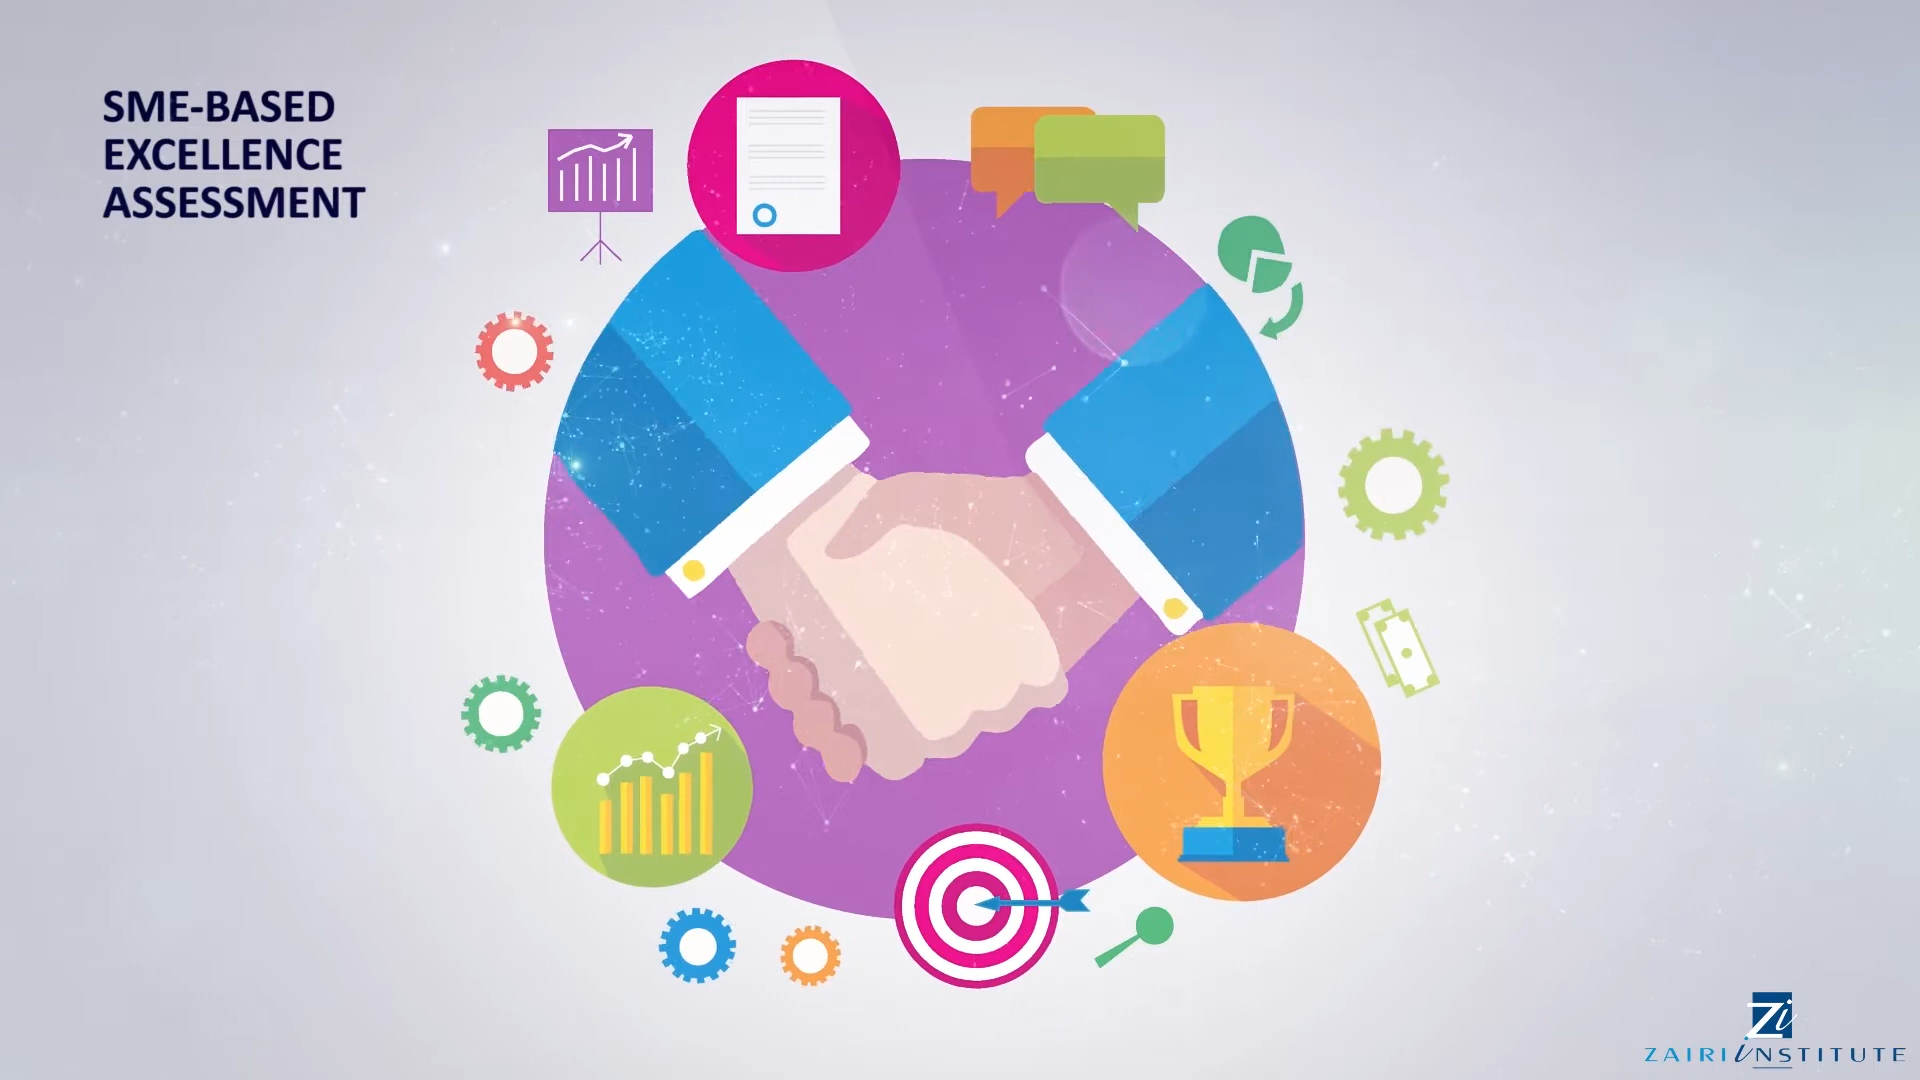 SME-BASED
EXCELLENCE
ASSESSMENT
Zi
ZAIRI iNSTITUTE